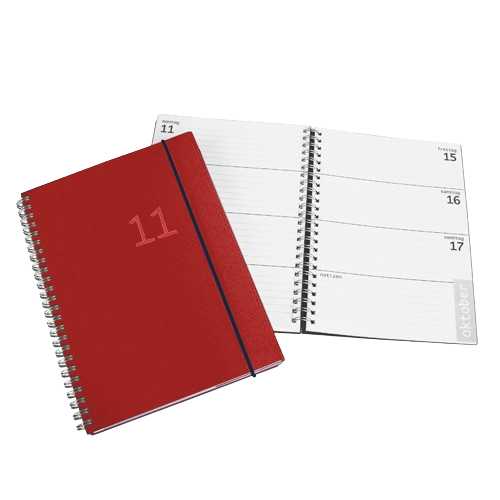 11
montag
11
freitag
15
samstag
16
sonntag
17
notizen
oktober